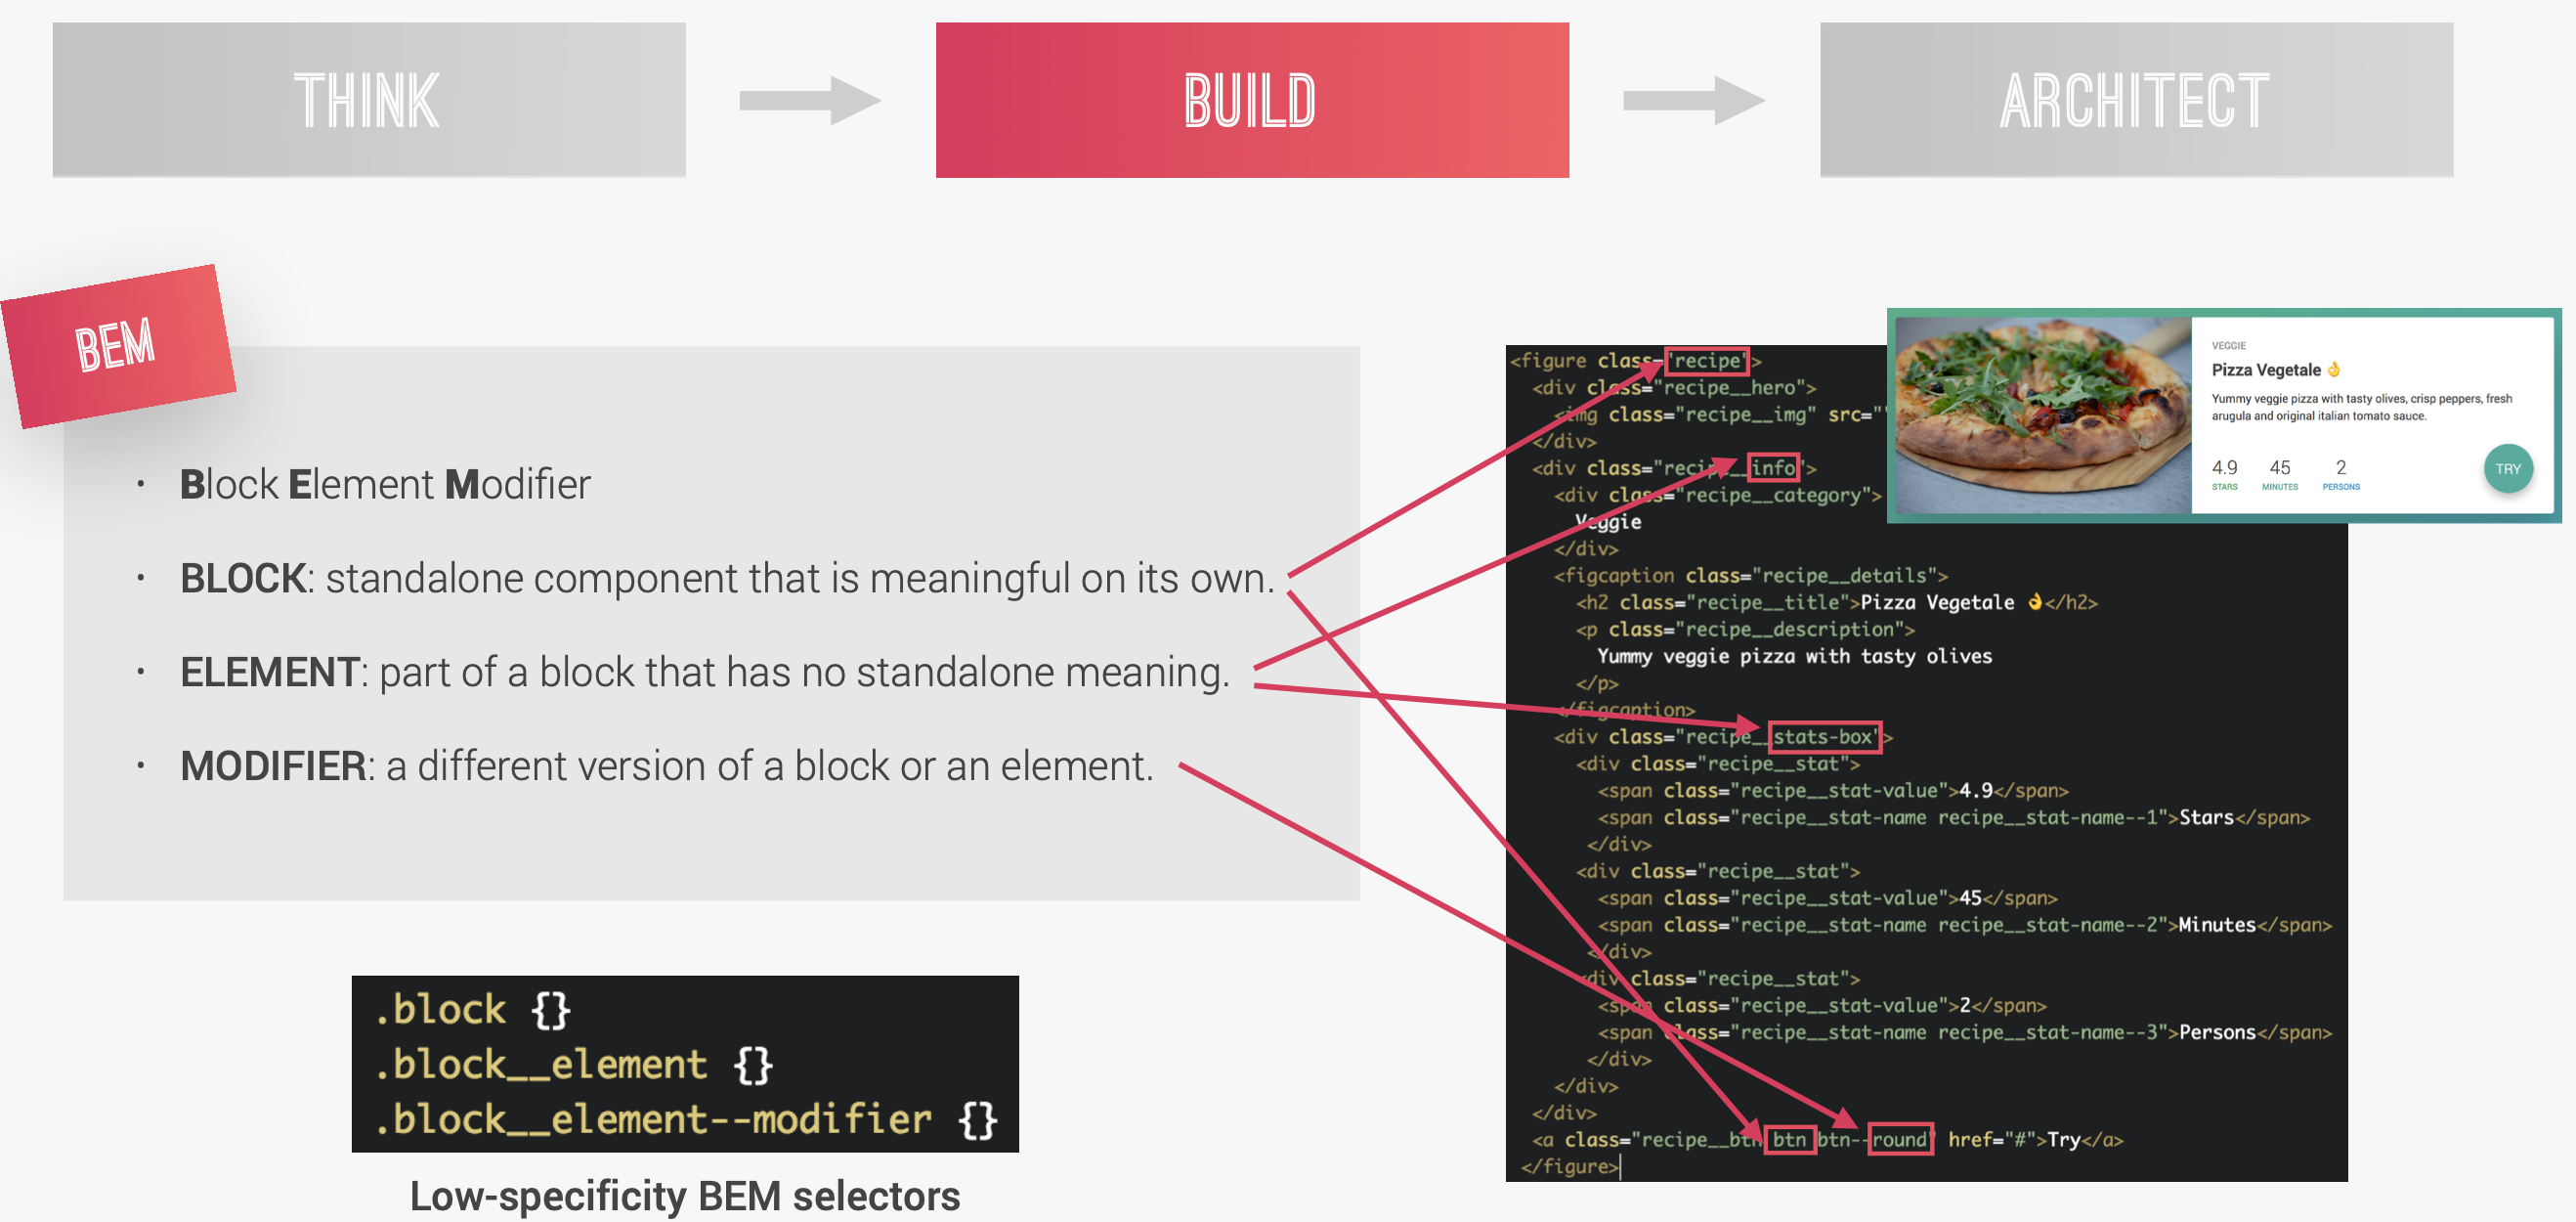 THINK
BUILD
ARCHITECT
BEM
• Block Element Modifier
• BLOCK: standalone component that is meaningful on its own.
• ELEMENT: part of a block that has no standalone meaning.
• MODIFIER: a different version of a block or an element.
.block {}
.block__element {}
.block__element--modifier {}
Low-specificity BEM selectors
<figure class="recipe">
<div class="recipe__hero">
<img class="recipe__img" src="
</div>
<div class="recipe__info">
<div class="recipe__category">
Veggie
</div>
<figcaption class="recipe__details">
<h2 class="recipe__title">Pizza Vegetale 👌</h2>
<p class="recipe__description">
Yummy veggie pizza with tasty olives
</p>
</figcaption>
<div class="recipe__stats-box">
<div class="recipe__stat">
<span class="recipe__stat-value">4.9</span>
<span class="recipe__stat-name recipe__stat-name--1">Stars</span>
</div>
<div class="recipe__stat">
<span class="recipe__stat-value">45</span>
<span class="recipe__stat-name recipe__stat-name--2">Minutes</span>
</div>
<div class="recipe__stat">
<span class="recipe__stat-value">2</span>
<span class="recipe__stat-name recipe__stat-name--3">Persons</span>
</div>
</div>
</div>
<a class="recipe__btn btn btn--round" href="#">Try</a>
</figure>
VEGGIE
Pizza Vegetale 👌
Yummy veggie pizza with tasty olives, crisp peppers, fresh
arugula and original italian tomato sauce.
4.9 45 2
STARS MINUTES PERSONS
TRY